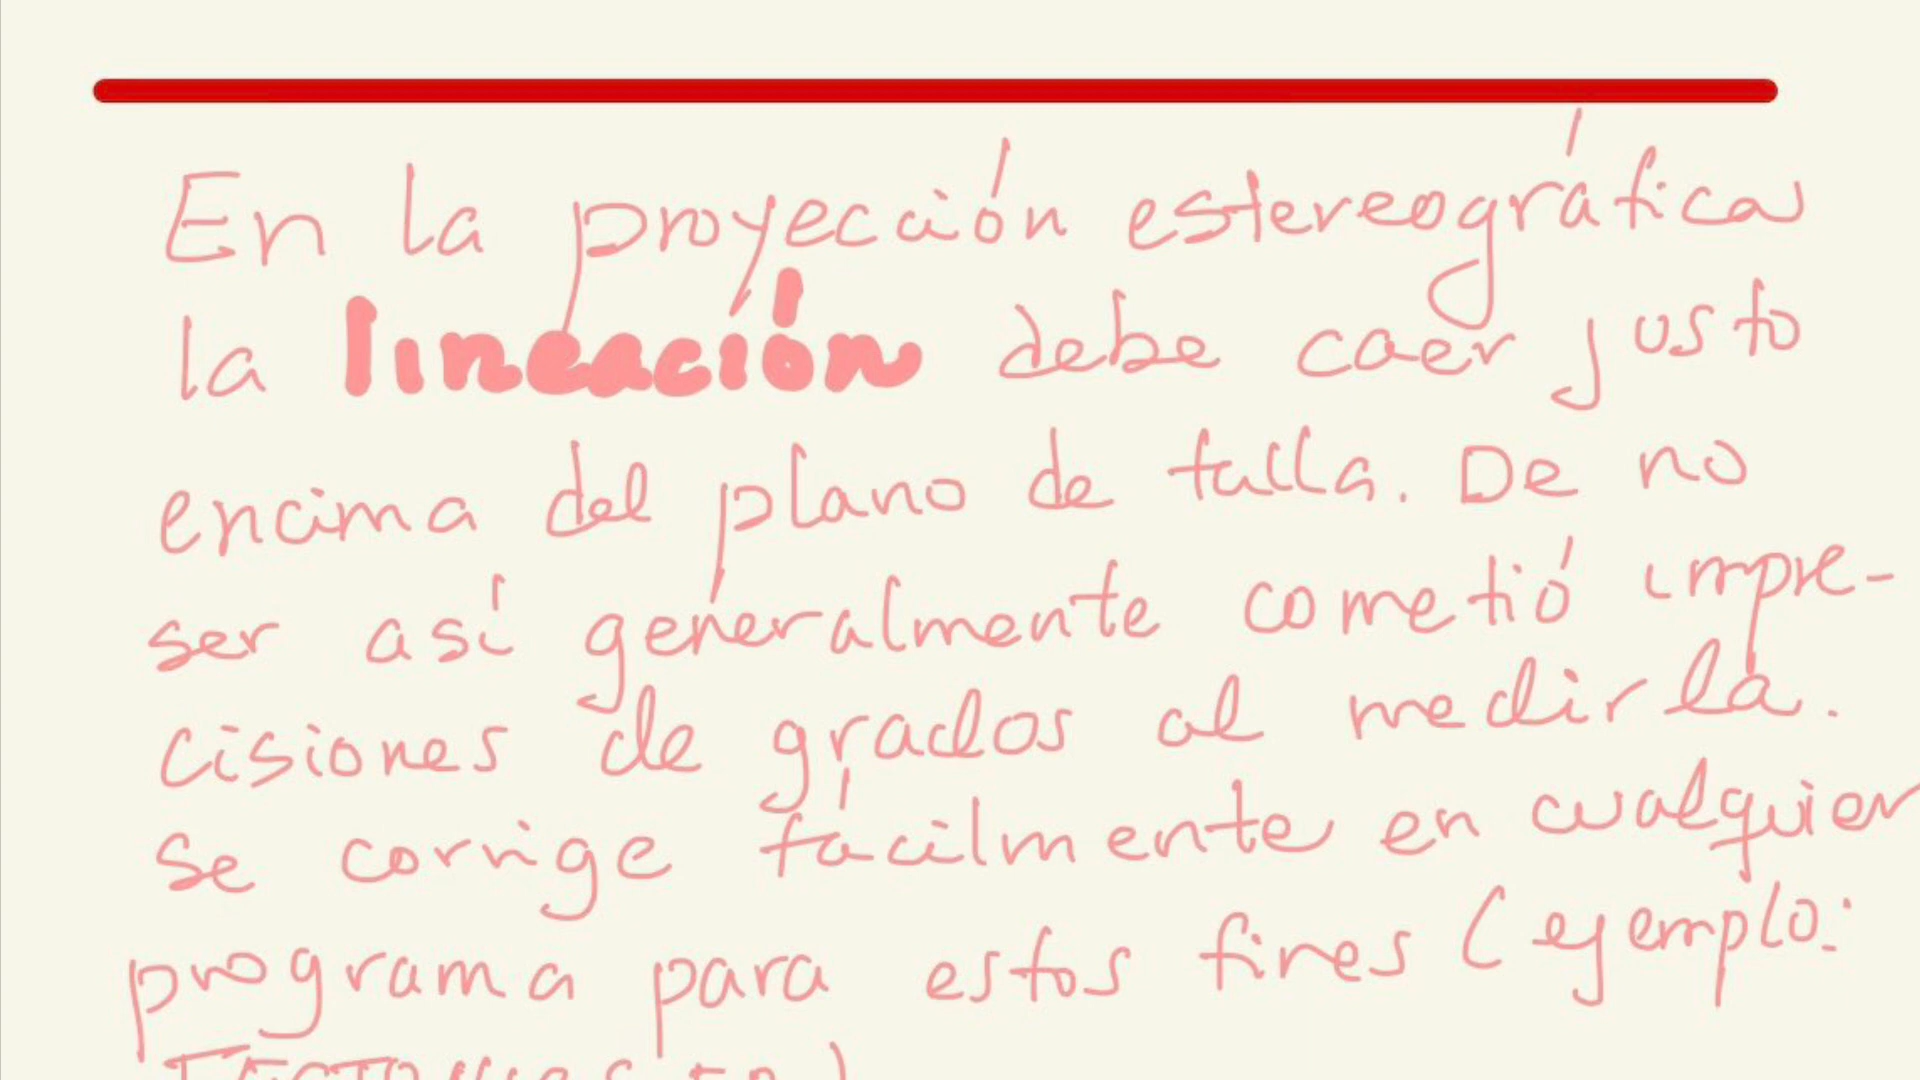 En la proyección estereográfica
la lineación debe caer justo
encima del plano de falla. De no
ser así generalmente cometió impre-
cisiones de grados al medirla.
Se corrige fácilmente en cualquier
programa para estos fines (ejemplo: